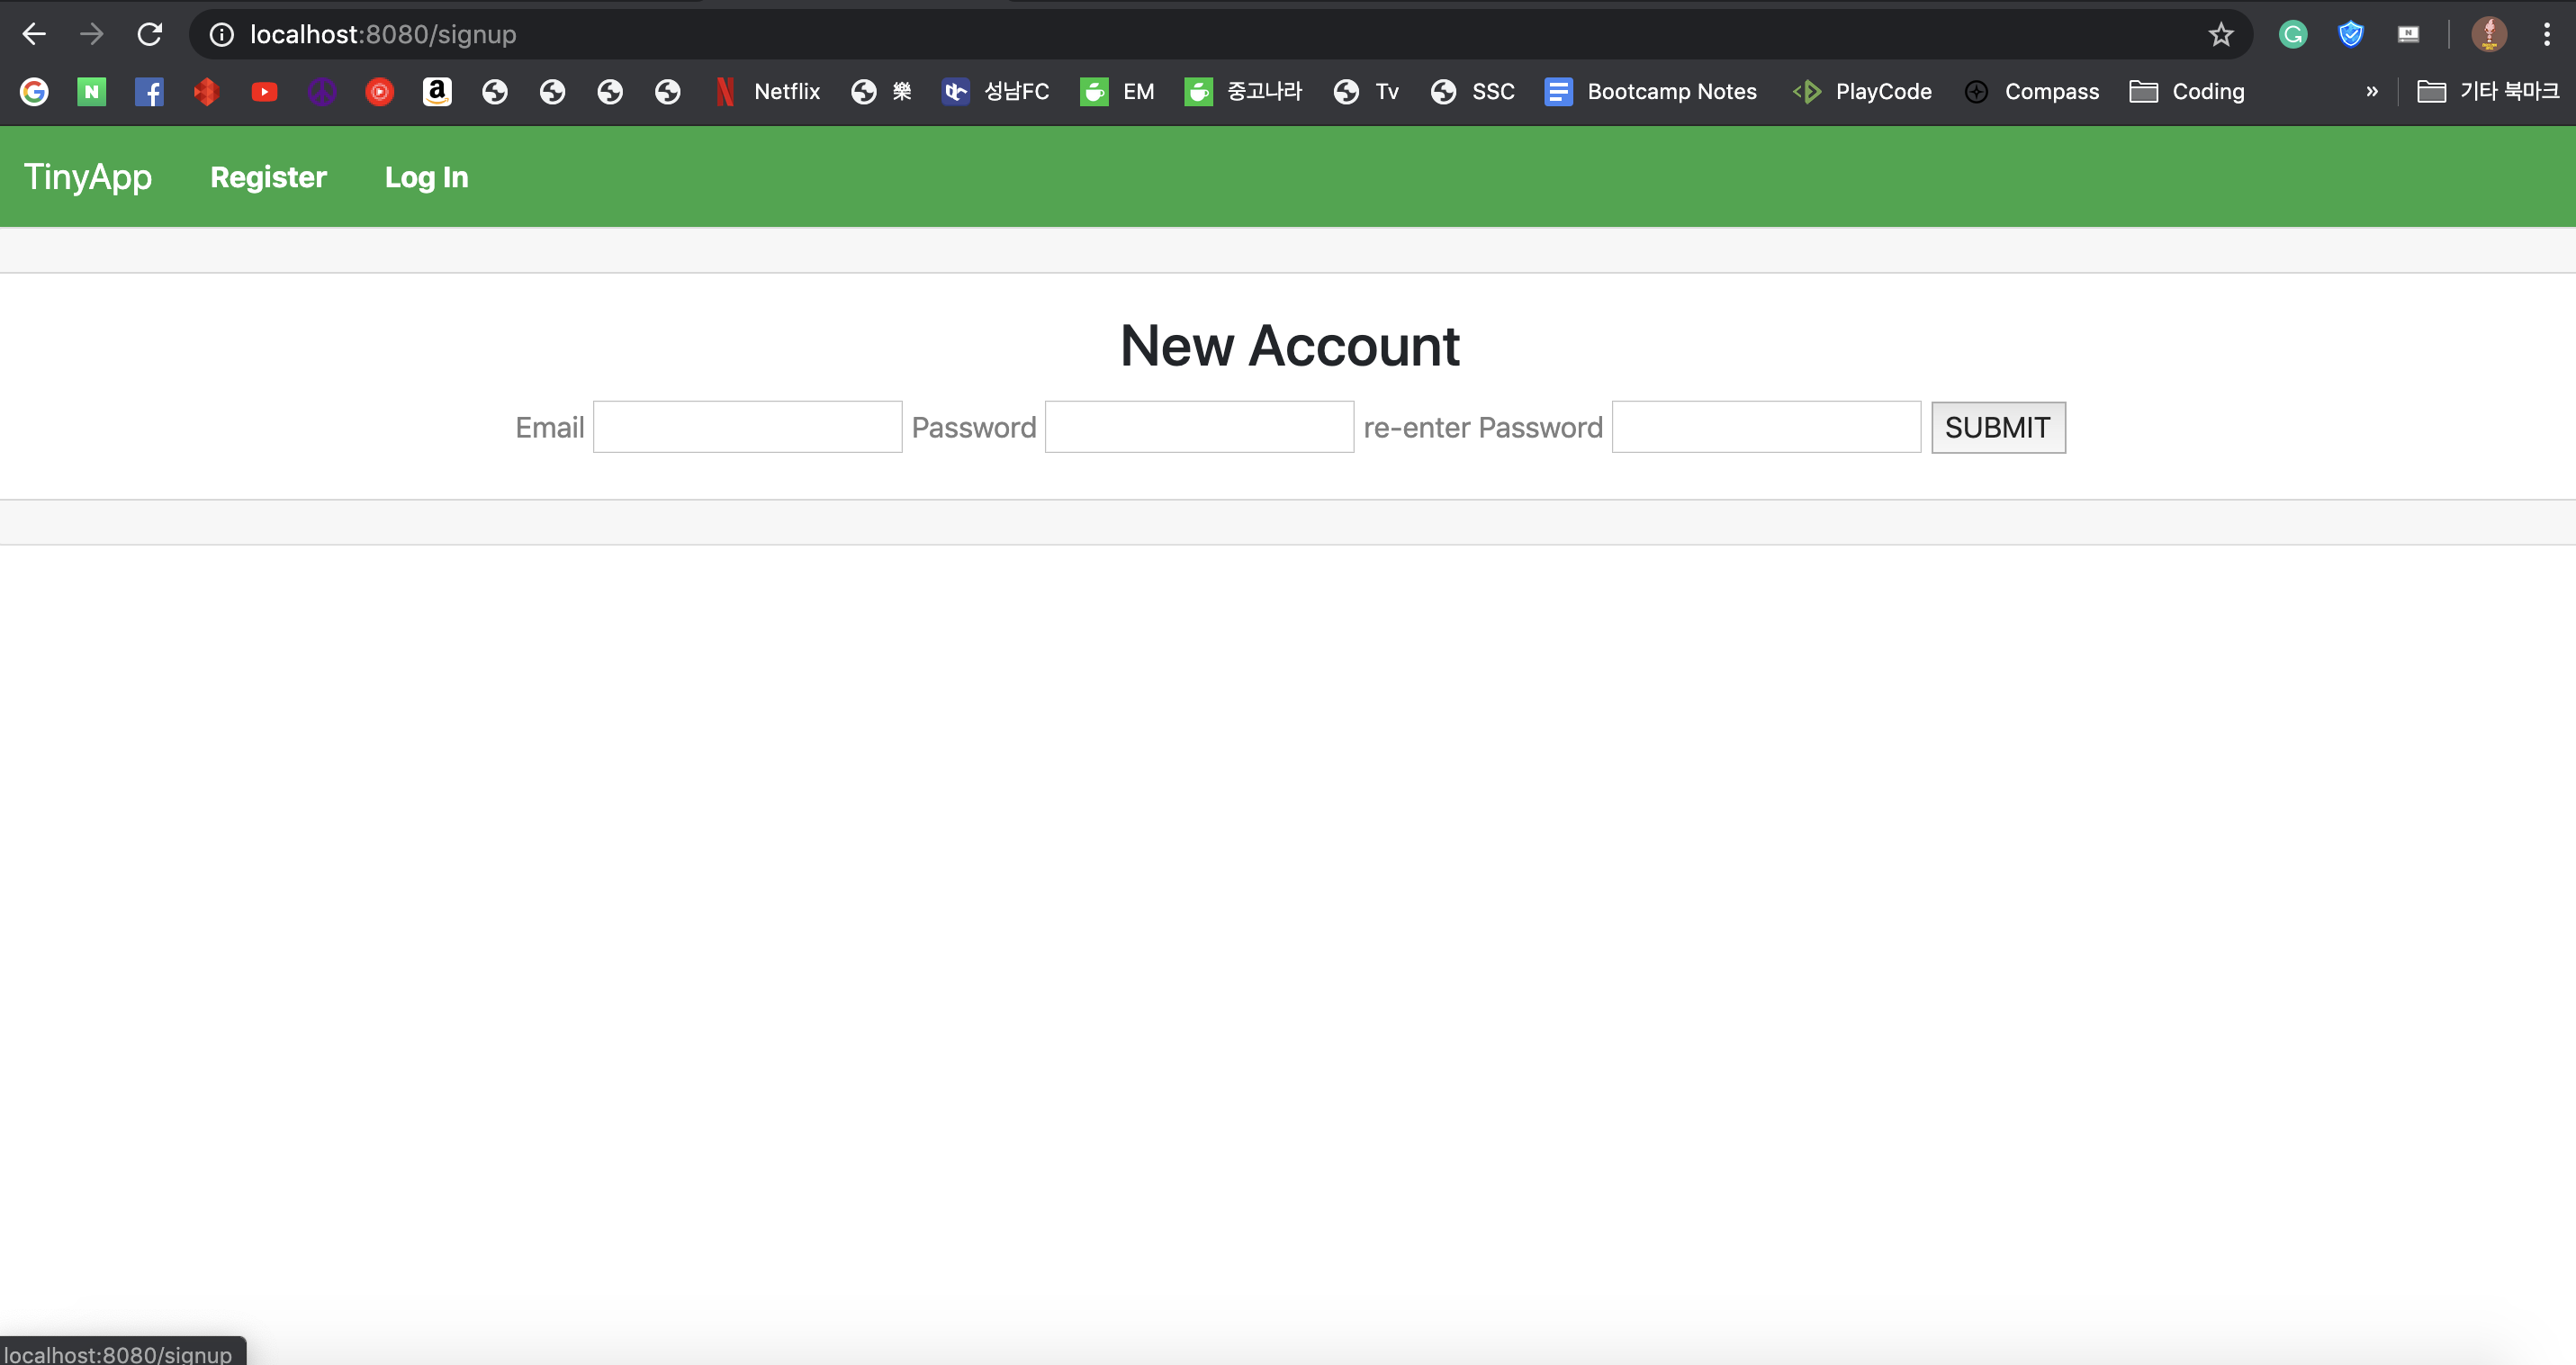 localhost:8080/signup
Netflix 樂 성남FC EM 중고나라 Tv SSC Bootcamp Notes PlayCode Compass Coding » 기타 북마크
TinyApp Register Log In
New Account
Email Password re-enter Password SUBMIT
localhost:8080/signup